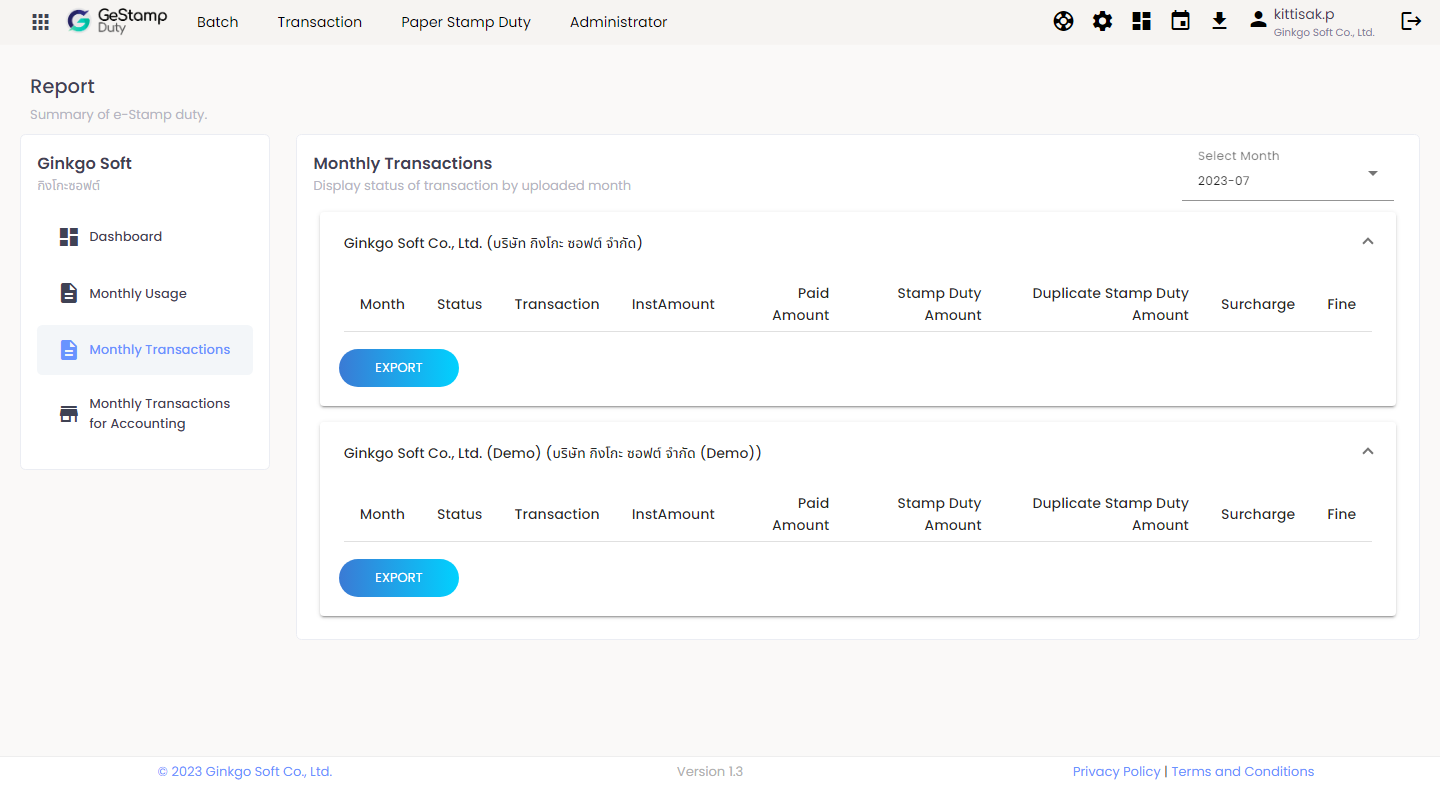 GeStamp
Duty
Batch
Transaction
Paper Stamp Duty
Administrator
kittisak.p
Ginkgo Soft Co., Ltd.
Report
Summary of e-Stamp duty.
Ginkgo Soft
กิงโกะซอฟต์
Dashboard
Monthly Usage
Monthly Transactions
Monthly Transactions
for Accounting
Monthly Transactions
Display status of transaction by uploaded month
Select Month
2023-07
Ginkgo Soft Co., Ltd. (บริษัท กิงโกะ ซอฟต์ จำกัด)
Month
Status
Transaction
InstAmount
Paid
Amount
Stamp Duty
Amount
Duplicate Stamp Duty
Amount
Surcharge
Fine
EXPORT
Ginkgo Soft Co., Ltd. (Demo) (บริษัท กิงโกะ ซอฟต์ จำกัด (Demo))
Month
Status
Transaction
InstAmount
Paid
Amount
Stamp Duty
Amount
Duplicate Stamp Duty
Amount
Surcharge
Fine
EXPORT
© 2023 Ginkgo Soft Co., Ltd.
Version 1.3
Privacy Policy | Terms and Conditions